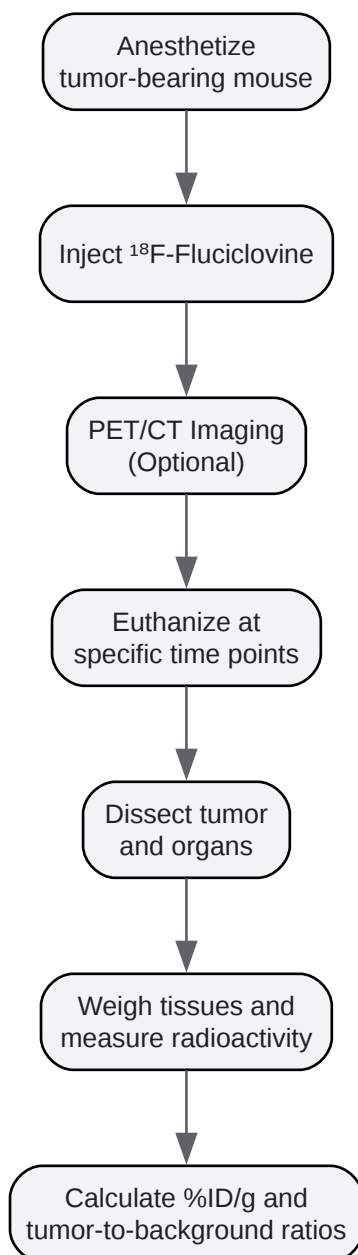 Anesthetize
tumor-bearing mouse
Inject ¹⁸F-Fluciclovine
PET/CT Imaging
(Optional)
Euthanize at
specific time points
Dissect tumor
and organs
Weigh tissues and
measure radioactivity
Calculate %ID/g and
tumor-to-background ratios